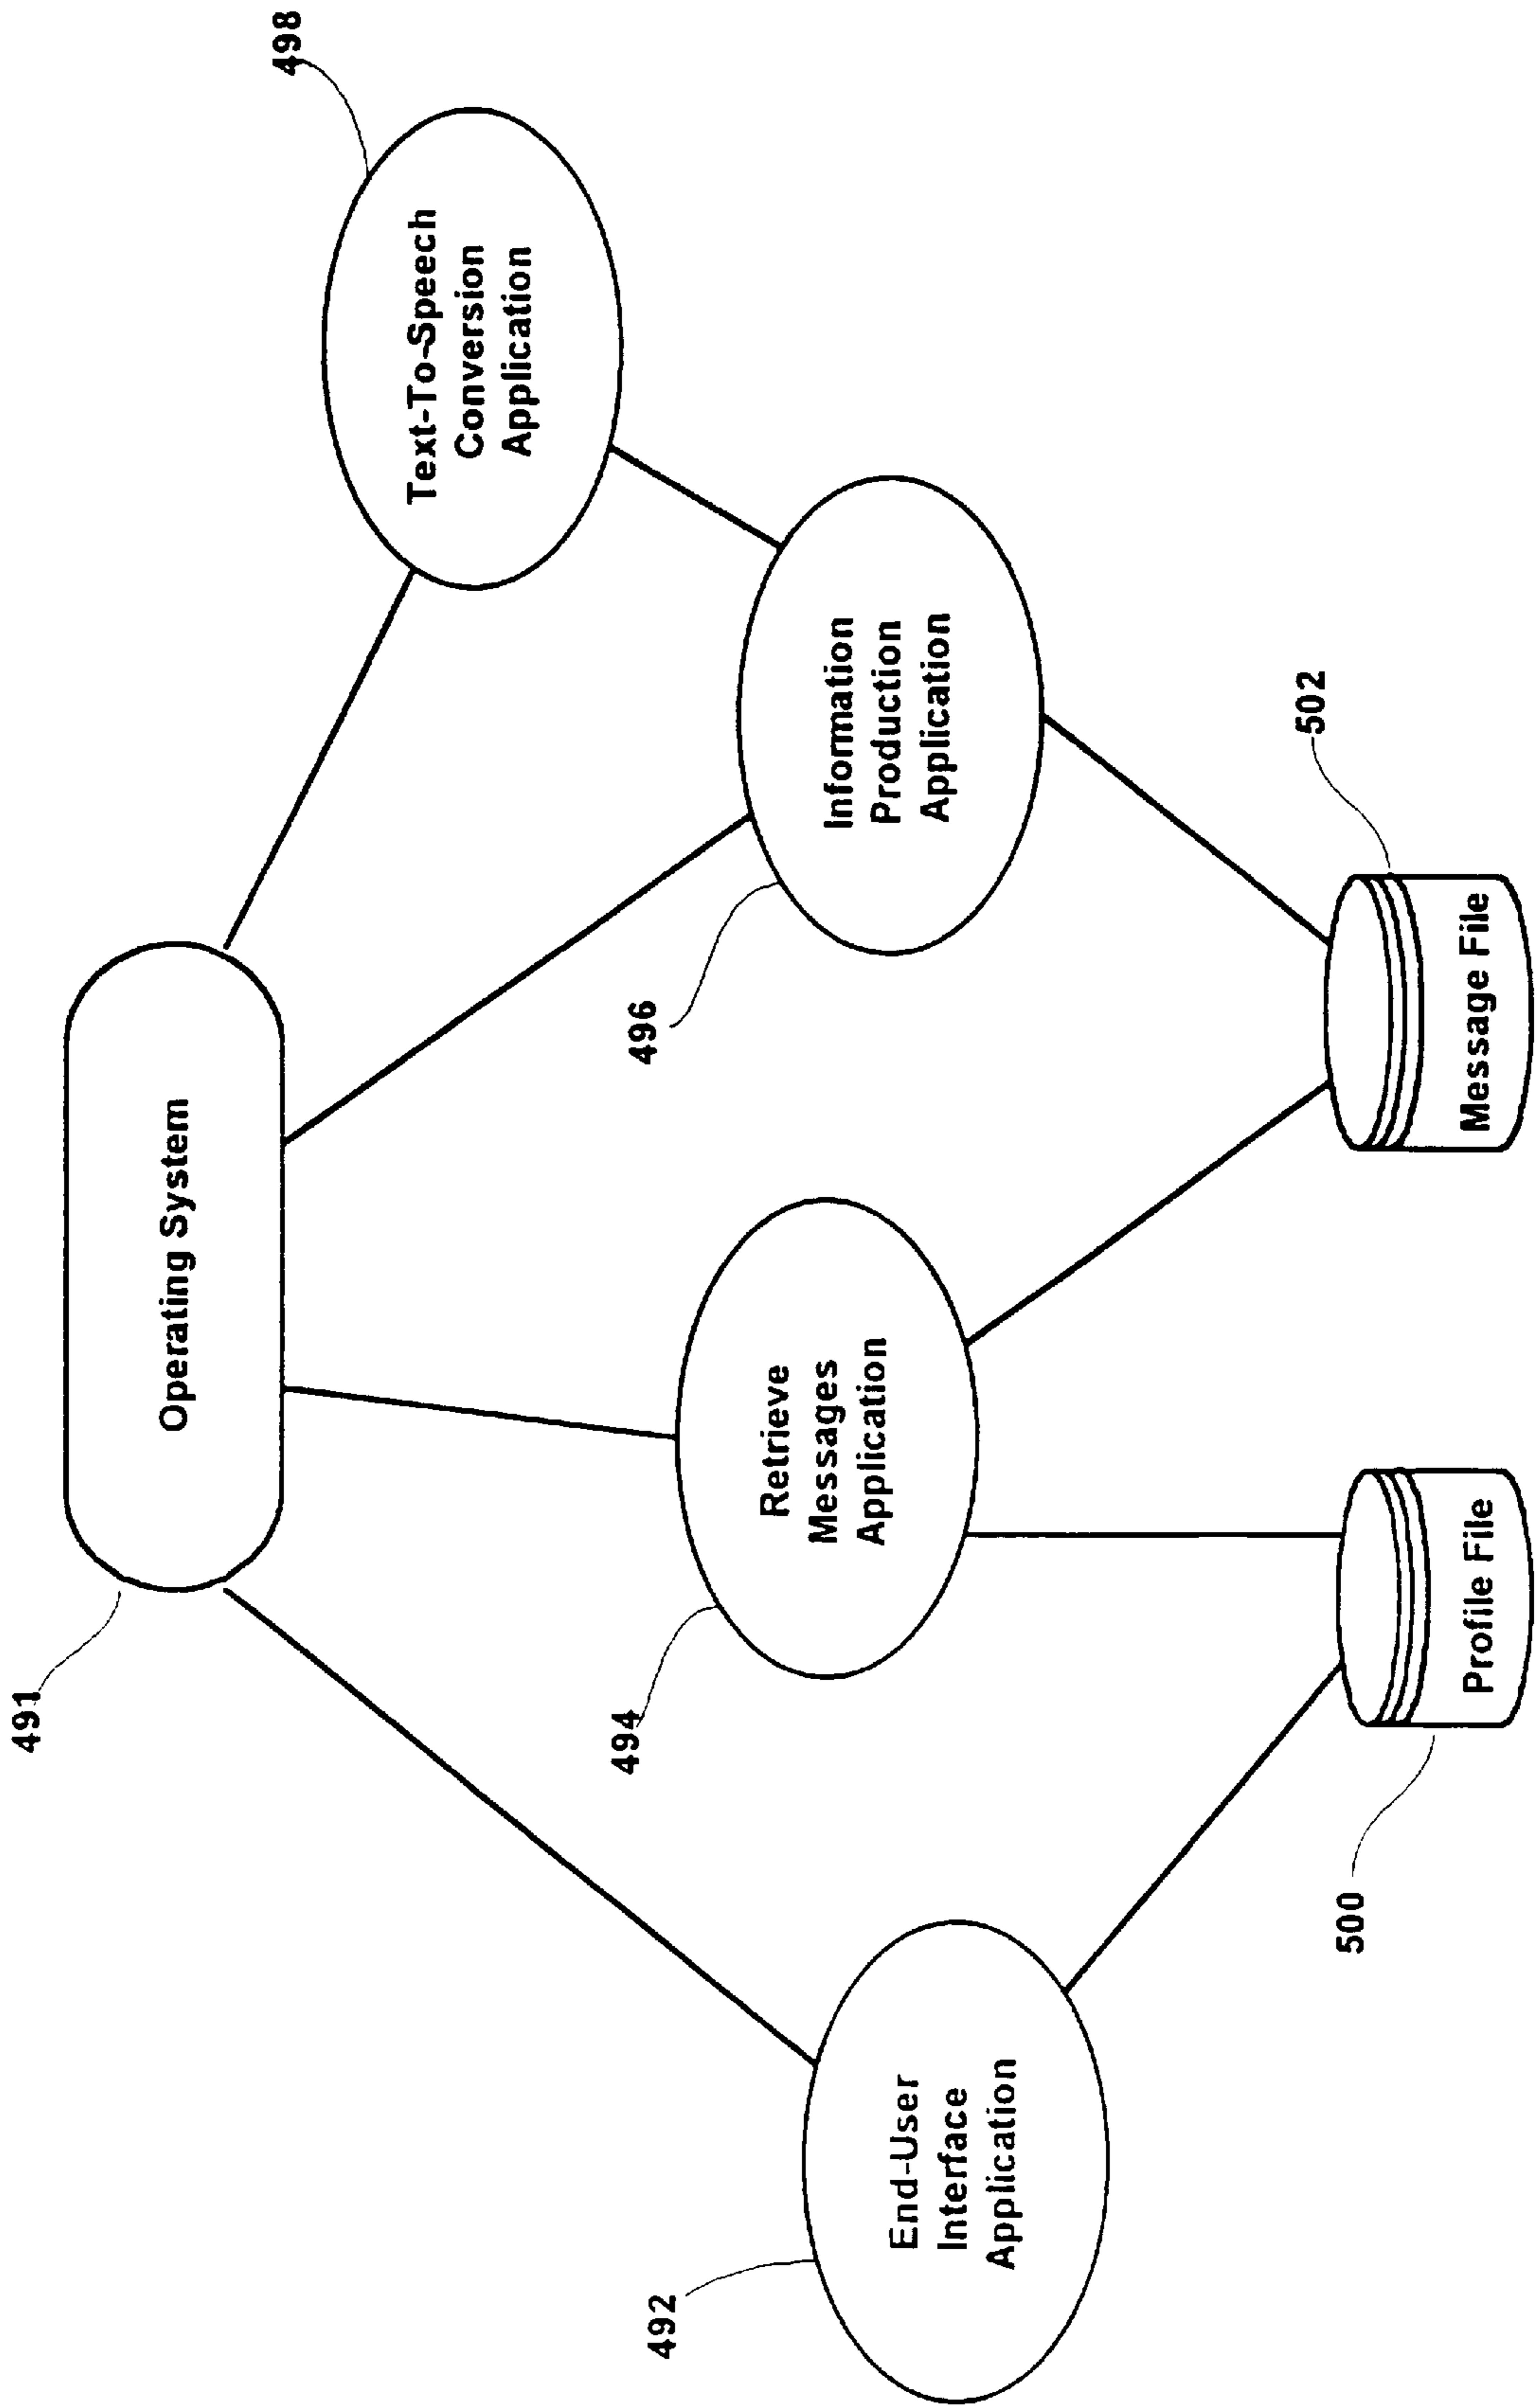 491
Operating System
498
Text-To-Speech
Conversion
Application
494
Retrieve
Messages
Application
496
Information
Production
Application
492
End-User
Interface
Application
500
Profile File
502
Message File